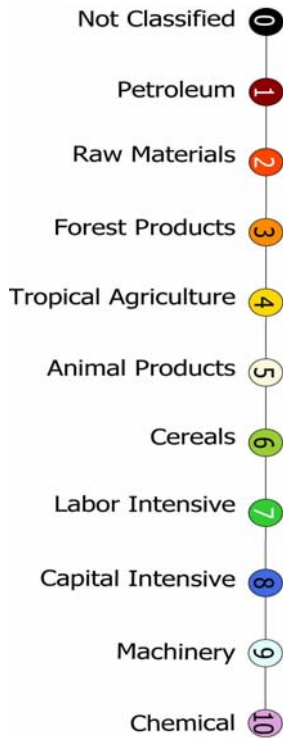 Not Classified 0
Petroleum 1
Raw Materials 2
Forest Products 3
Tropical Agriculture 4
Animal Products 5
Cereals 6
Labor Intensive 7
Capital Intensive 8
Machinery 9
Chemical 10